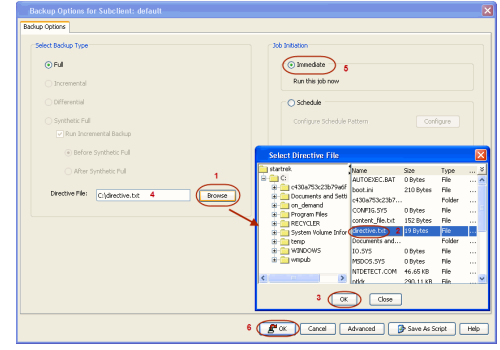 Backup Options for Subclient: default
Backup Options
Select Backup Type
Full
Incremental
Differential
Synthetic Full
Run Incremental Backup
Before Synthetic Full
After Synthetic Full
Directive File: C:\directive.txt 4
1
Browse
Job Initiation
Immediate
5
Run this job now
Schedule
Configure Schedule Pattern
Configure
Select Directive File
startrek
C:
c430a753c23b79a6f
Documents and Setti
on_demand
Program Files
RECYCLER
System Volume Infor
temp
WINDOWS
wmpub
Name Size Type ...
AUTOEXEC.BAT 0 Bytes File ...
boot.ini 210 Bytes File ...
c430a753c23b7... Folder ...
CONFIG.SYS 0 Bytes File ...
content_file.txt 152 Bytes File ...
directive.txt 2 19 Bytes File ...
Documents and... Folder ...
IO.SYS 0 Bytes File ...
MSDOS.SYS 0 Bytes File ...
NTDETECT.COM 46.65 KB File ...
ntldr 290.11 KB File ...
3
OK
Close
6
OK
Cancel
Advanced
Save As Script
Help